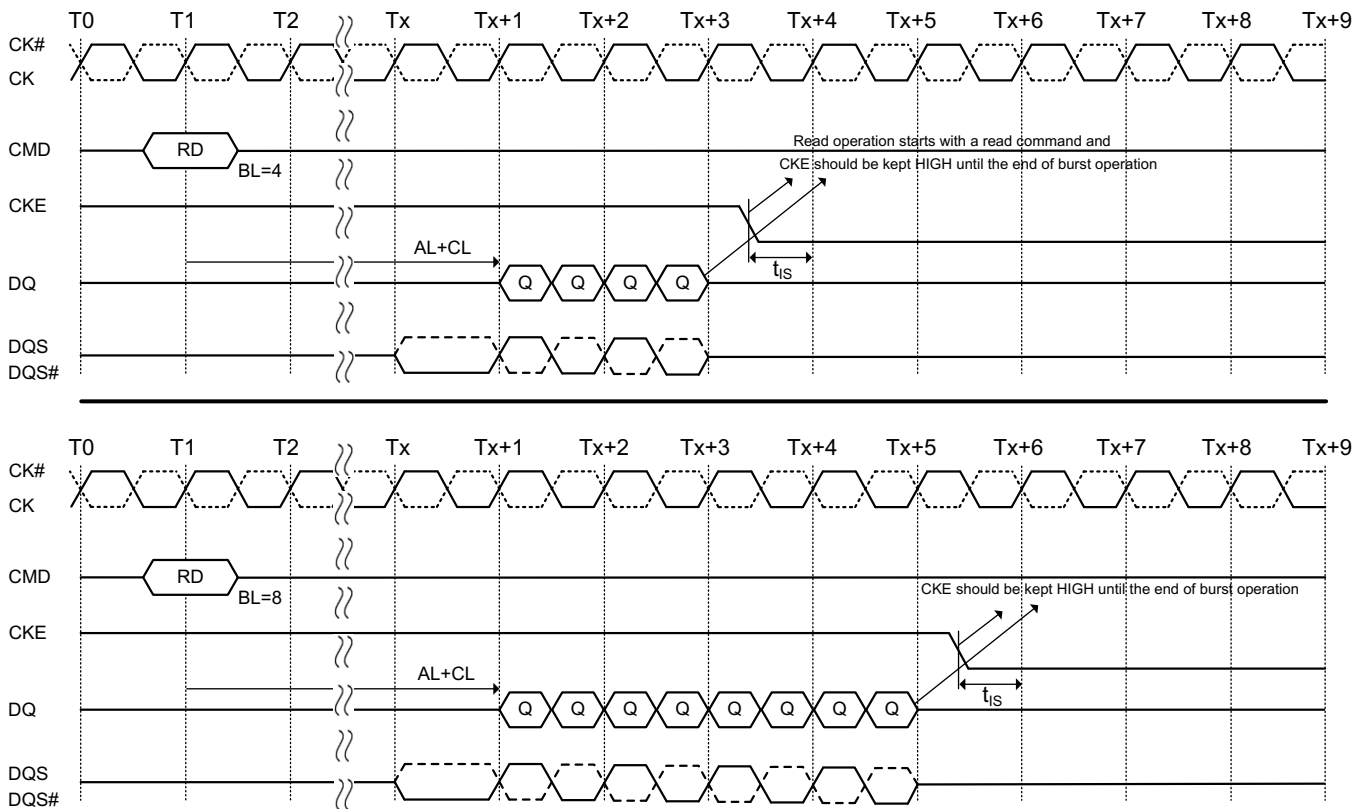 T0 T1 T2 Tx Tx+1 Tx+2 Tx+3 Tx+4 Tx+5 Tx+6 Tx+7 Tx+8 Tx+9
CK#
CK
CMD RD BL=4
Read operation starts with a read command and
CKE should be kept HIGH until the end of burst operation
CKE
AL+CL
tIS
DQ Q Q Q Q
DQS
DQS#
T0 T1 T2 Tx Tx+1 Tx+2 Tx+3 Tx+4 Tx+5 Tx+6 Tx+7 Tx+8 Tx+9
CK#
CK
CMD RD BL=8
CKE should be kept HIGH until the end of burst operation
CKE
AL+CL
tIS
DQ Q Q Q Q Q Q Q Q
DQS
DQS#